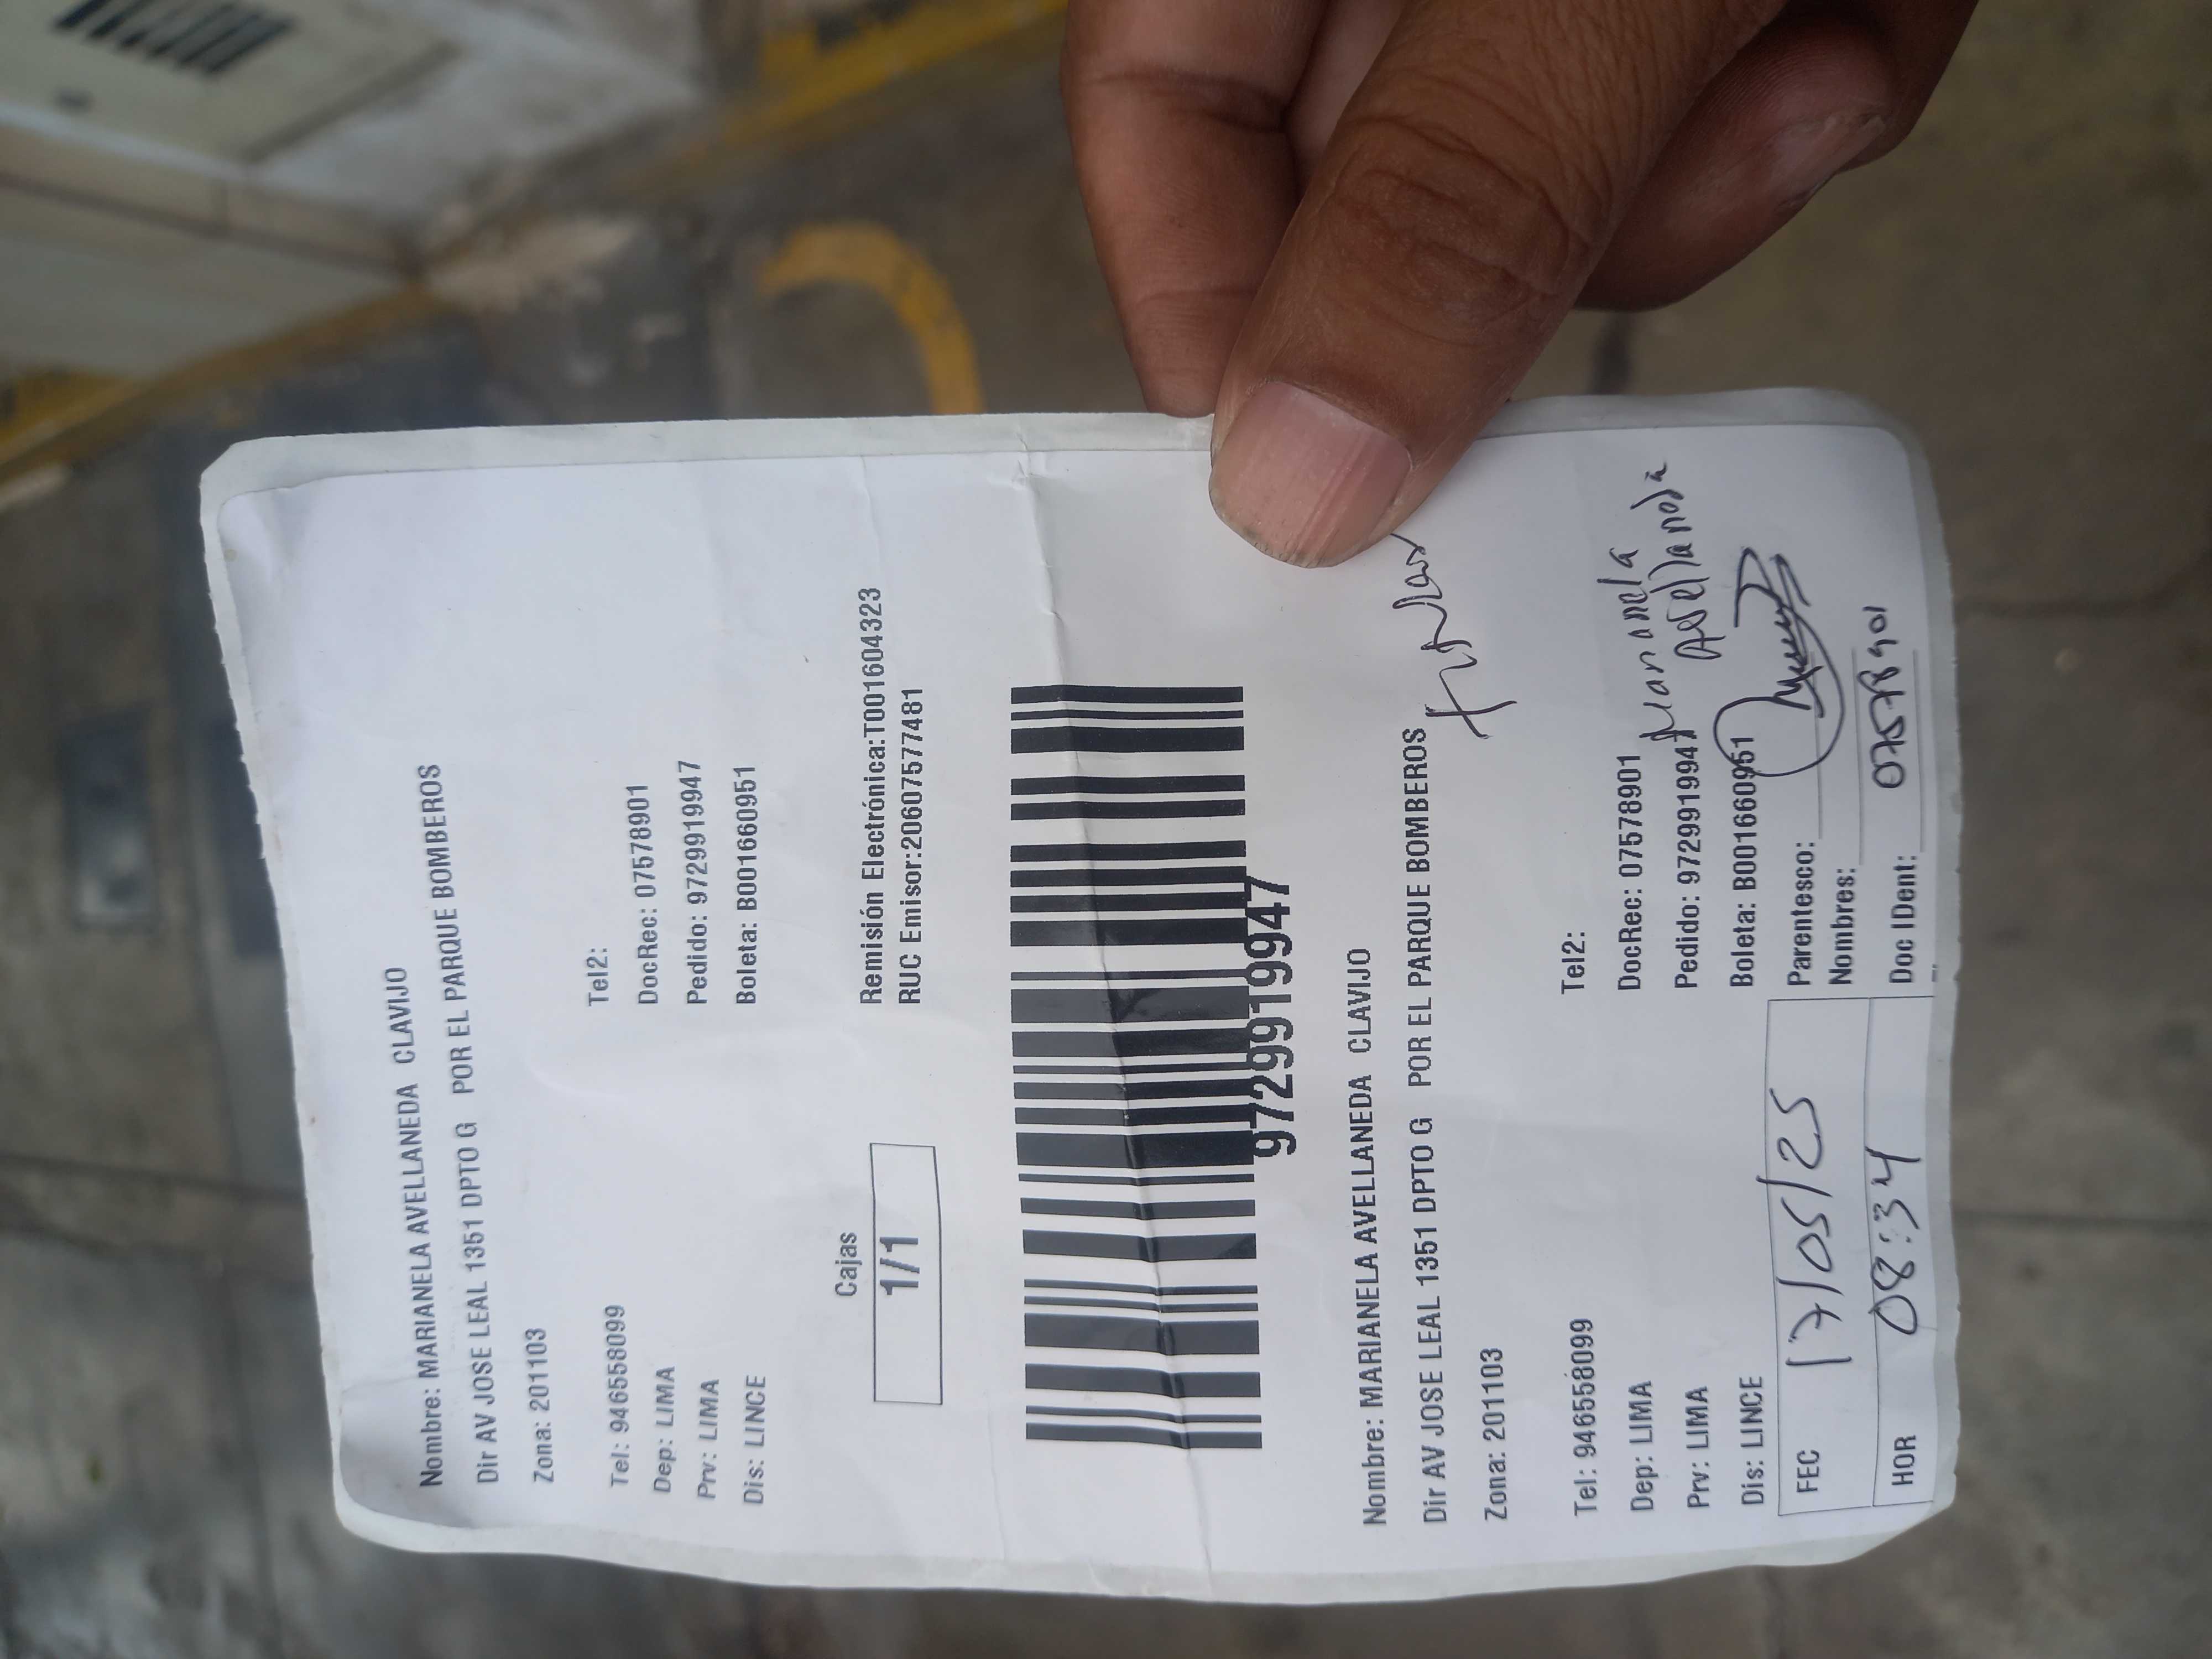 Nombre: MARIANELA AVELLANEDA CLAVIJO
Dir AV JOSE LEAL 1351 DPTO G POR EL PARQUE BOMBEROS
Zona: 201103
Tel: 946558099 Tel2:
Dep: LIMA DocRec: 07578901
Prv: LIMA Pedido: 9729919947
Dis: LINCE Boleta: B001660951
Cajas
1/1
Remisión Electrónica:T001604323
RUC Emisor:20607577481
9729919947
Nombre: MARIANELA AVELLANEDA CLAVIJO
Dir AV JOSE LEAL 1351 DPTO G POR EL PARQUE BOMBEROS
Zona: 201103
Titular
Tel: 946558099 Tel2:
Dep: LIMA DocRec: 07578901 Marianela
Prv: LIMA Pedido: 9729919947 Avellaneda
Dis: LINCE Boleta: B001660951
FEC 17/05/25 Parentesco:
Nombres:
HOR 08:34 Doc IDent: 07578901